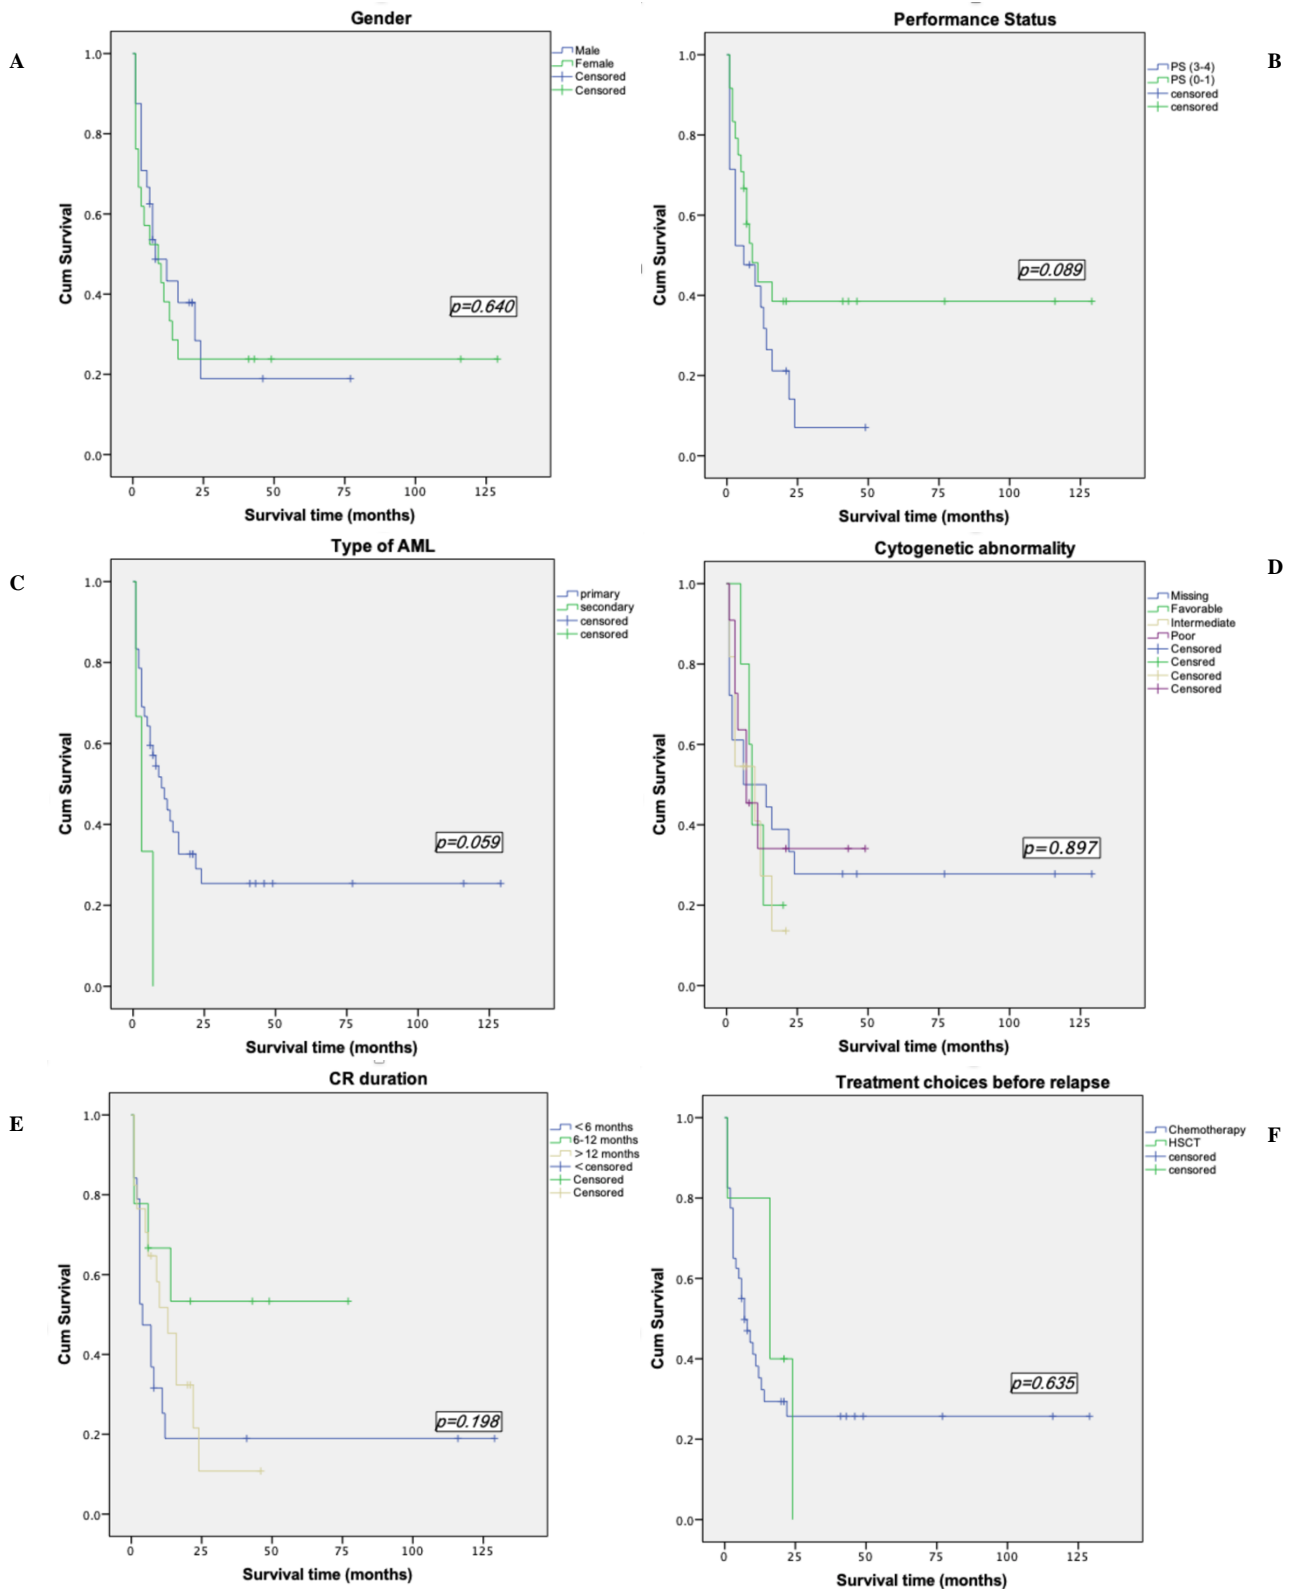 Gender
A
1.0
0.8
0.6
0.4
0.2
0.0
Cum Survival
0 25 50 75 100 125
Survival time (months)
Male
Female
Censored
Censored
p=0.640
Performance Status
B
1.0
0.8
0.6
0.4
0.2
0.0
Cum Survival
0 25 50 75 100 125
Survival time (months)
PS (3-4)
PS (0-1)
censored
censored
p=0.089
Type of AML
C
1.0
0.8
0.6
0.4
0.2
0.0
Cum Survival
0 25 50 75 100 125
Survival time (months)
primary
secondary
censored
censored
p=0.059
Cytogenetic abnormality
D
1.0
0.8
0.6
0.4
0.2
0.0
Cum Survival
0 25 50 75 100 125
Survival time (months)
Missing
Favorable
Intermediate
Poor
Censored
Censred
Censored
Censored
p=0.897
CR duration
E
1.0
0.8
0.6
0.4
0.2
0.0
Cum Survival
0 25 50 75 100 125
Survival time (months)
< 6 months
6-12 months
> 12 months
< censored
Censored
Censored
p=0.198
Treatment choices before relapse
F
1.0
0.8
0.6
0.4
0.2
0.0
Cum Survival
0 25 50 75 100 125
Survival time (months)
Chemotherapy
HSCT
censored
censored
p=0.635